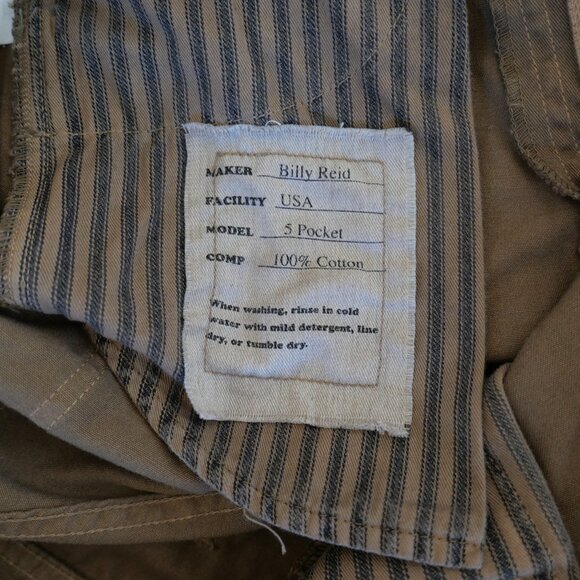 MAKER Billy Reid
FACILITY USA
MODEL 5 Pocket
COMP 100% Cotton
When washing, rinse in cold
water with mild detergent, line
dry, or tumble dry.